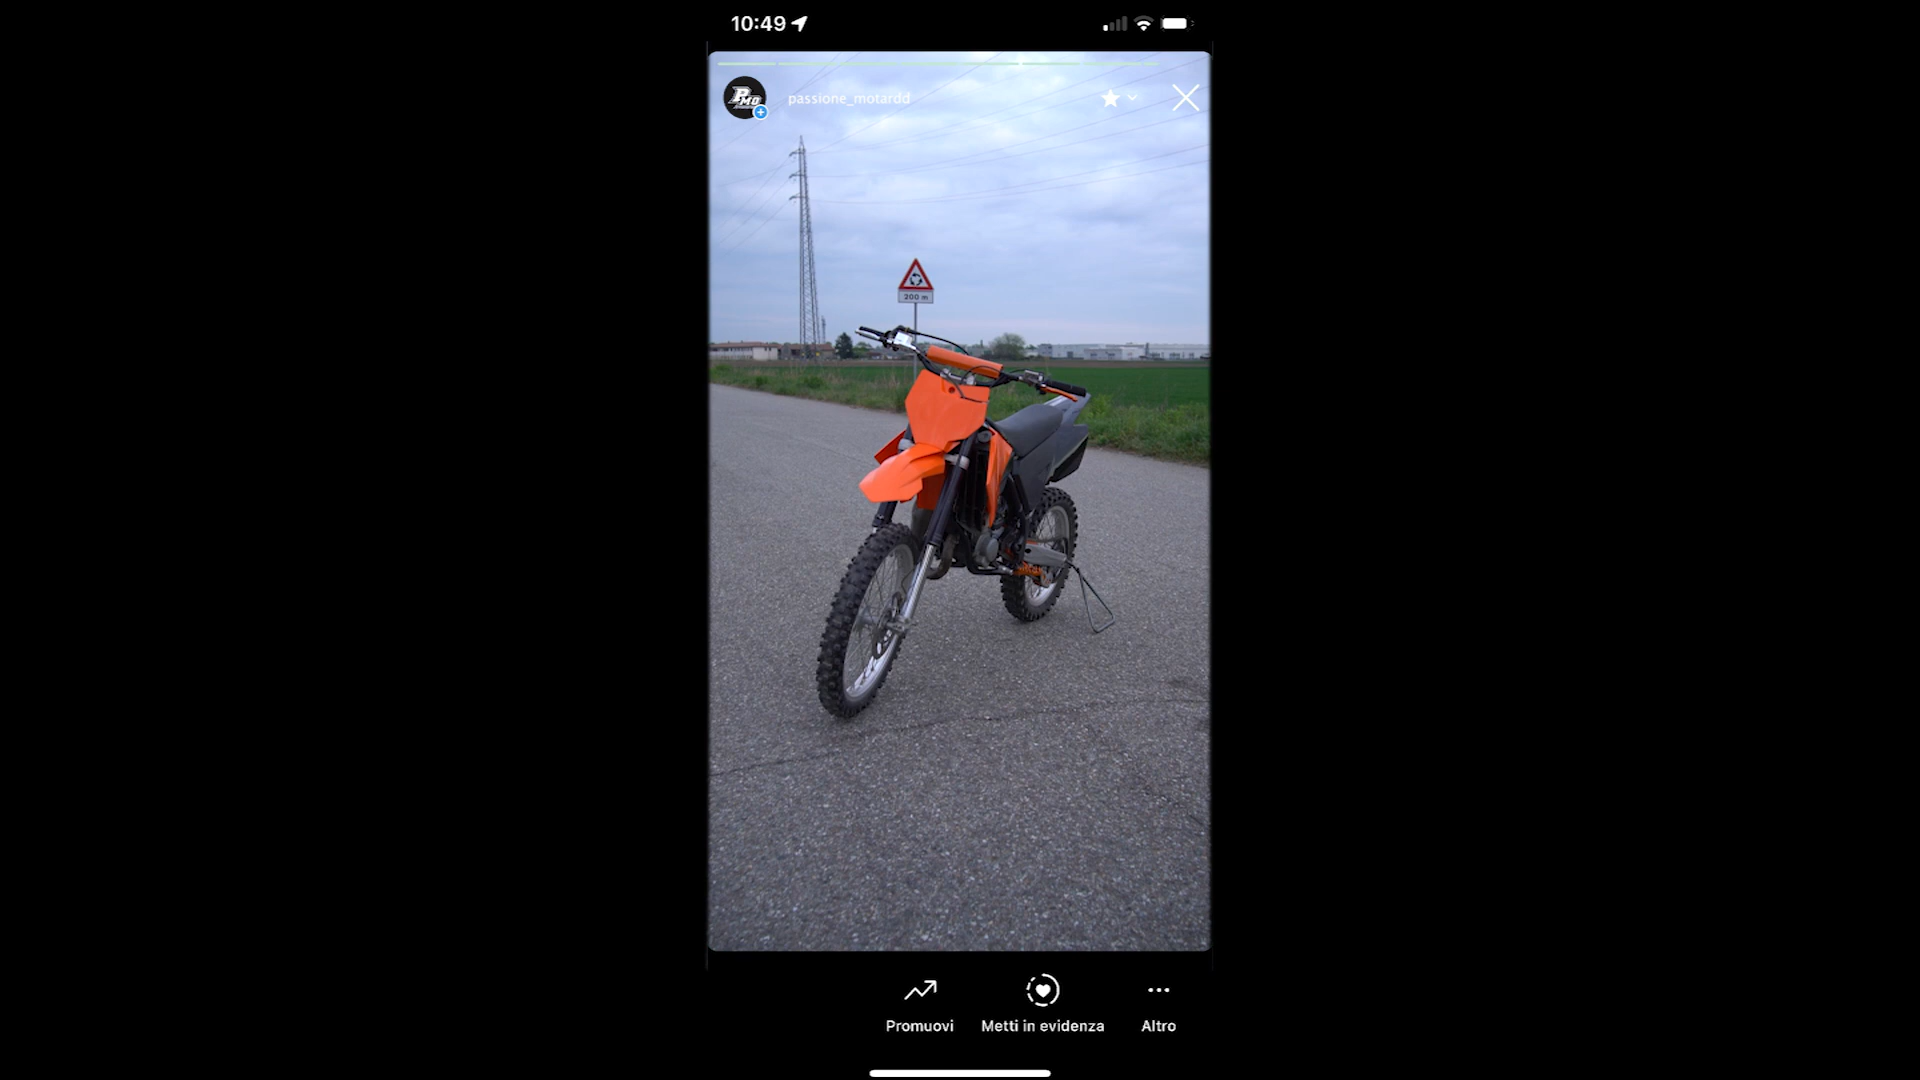 10:49
PMO
passione_motardd
200 m
Promuovi
Metti in evidenza
Altro